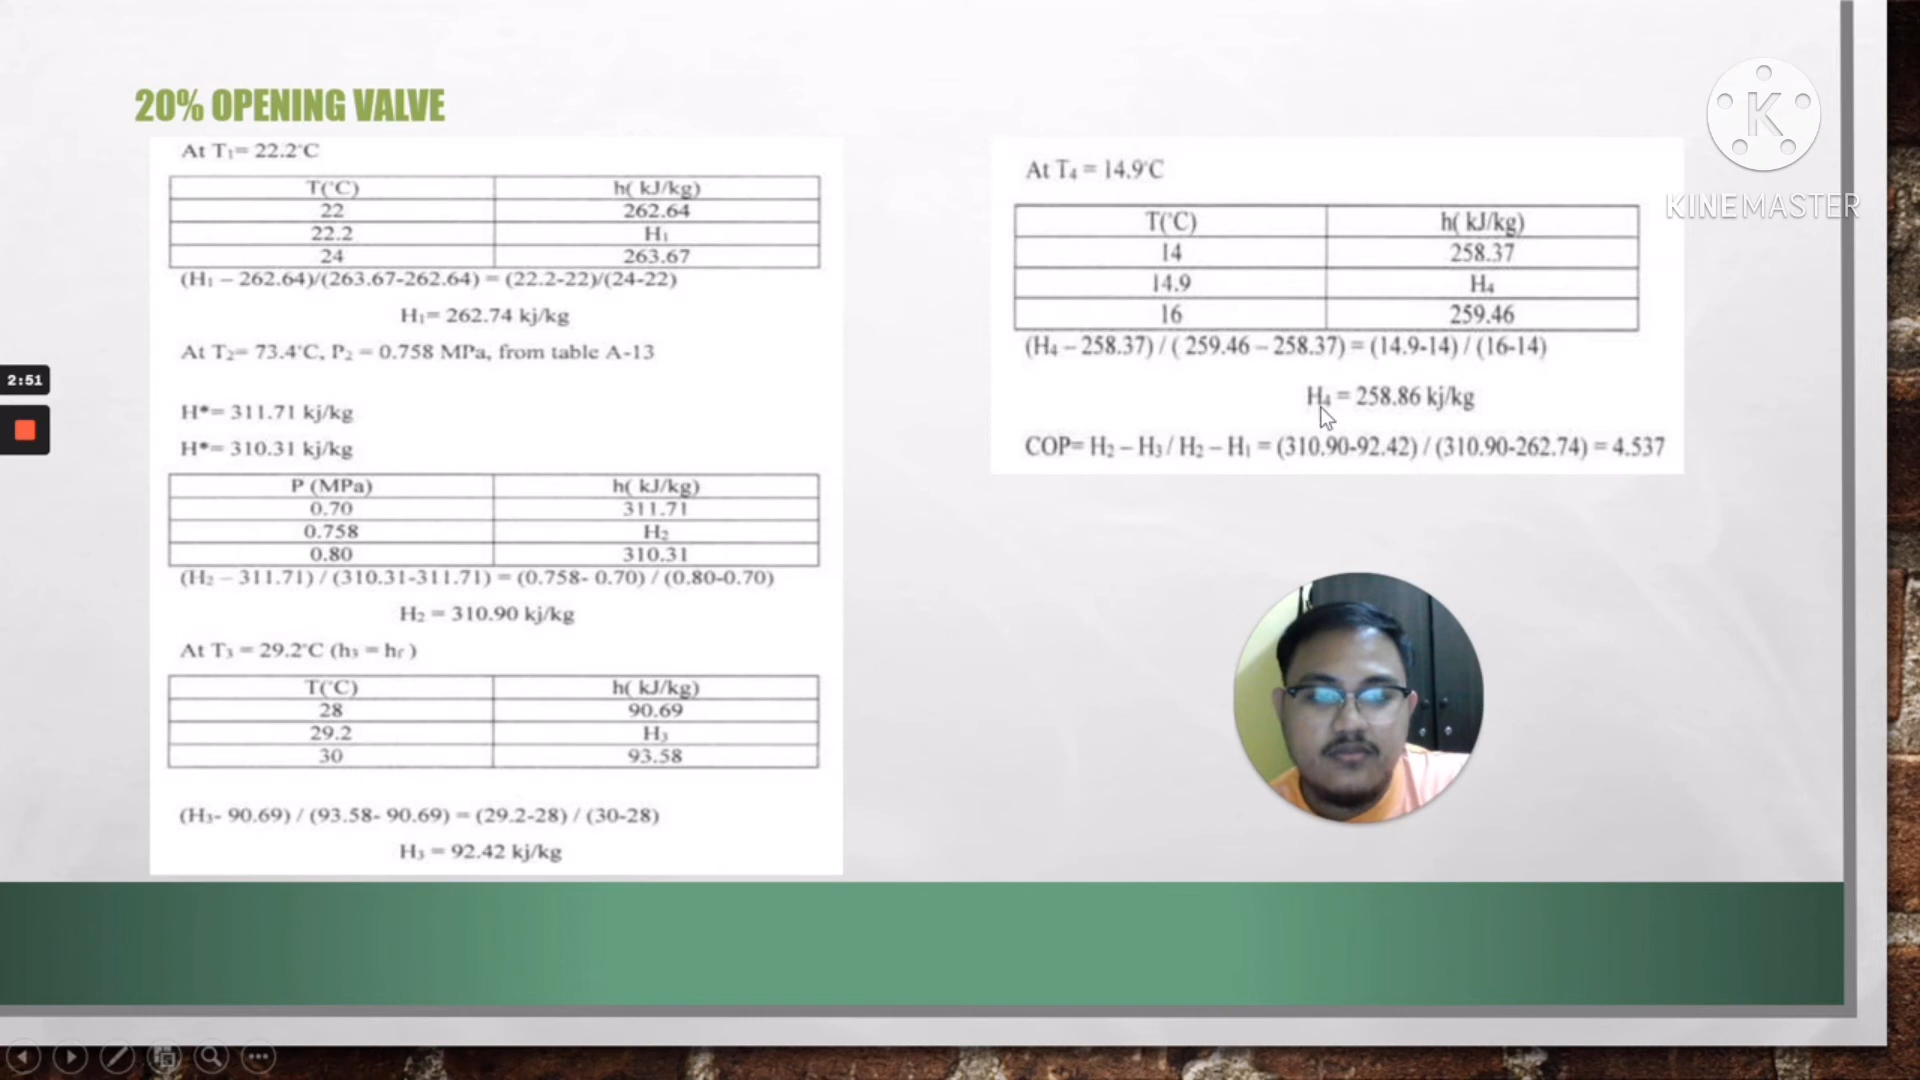 20% OPENING VALVE
At T₁= 22.2°C
T(°C) h( kJ/kg)
22 262.64
22.2 H₁
24 263.67
(H₁ – 262.64)/(263.67-262.64) = (22.2-22)/(24-22)
H₁= 262.74 kj/kg
At T₂= 73.4°C, P₂ = 0.758 MPa, from table A-13
H*= 311.71 kj/kg
H*= 310.31 kj/kg
P (MPa) h( kJ/kg)
0.70 311.71
0.758 H₂
0.80 310.31
(H₂ – 311.71) / (310.31-311.71) = (0.758- 0.70) / (0.80-0.70)
H₂ = 310.90 kj/kg
At T₃ = 29.2°C (h₃ = hf )
T(°C) h( kJ/kg)
28 90.69
29.2 H₃
30 93.58
(H₃- 90.69) / (93.58- 90.69) = (29.2-28) / (30-28)
H₃ = 92.42 kj/kg
At T₄ = 14.9°C
T(°C) h( kJ/kg)
14 258.37
14.9 H₄
16 259.46
(H₄ – 258.37) / ( 259.46 – 258.37) = (14.9-14) / (16-14)
H₄ = 258.86 kj/kg
COP= H₂ – H₃ / H₂ – H₁ = (310.90-92.42) / (310.90-262.74) = 4.537
K
KINEMASTER
2:51